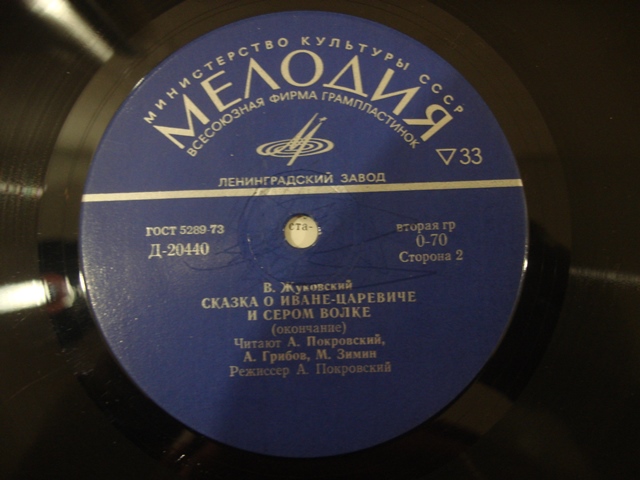 МИНИСТЕРСТВО КУЛЬТУРЫ СССР
МЕЛОДИЯ
ВСЕСОЮЗНАЯ ФИРМА ГРАМПЛАСТИНОК
▽33
ЛЕНИНГРАДСКИЙ ЗАВОД
ГОСТ 5289-73
Д-20440
ста-
вторая гр
0-70
Сторона 2
В. Жуковский
СКАЗКА О ИВАНЕ-ЦАРЕВИЧЕ
И СЕРОМ ВОЛКЕ
(окончание)
Читают А. Покровский,
А. Грибов, М. Зимин
Режиссер А. Покровский